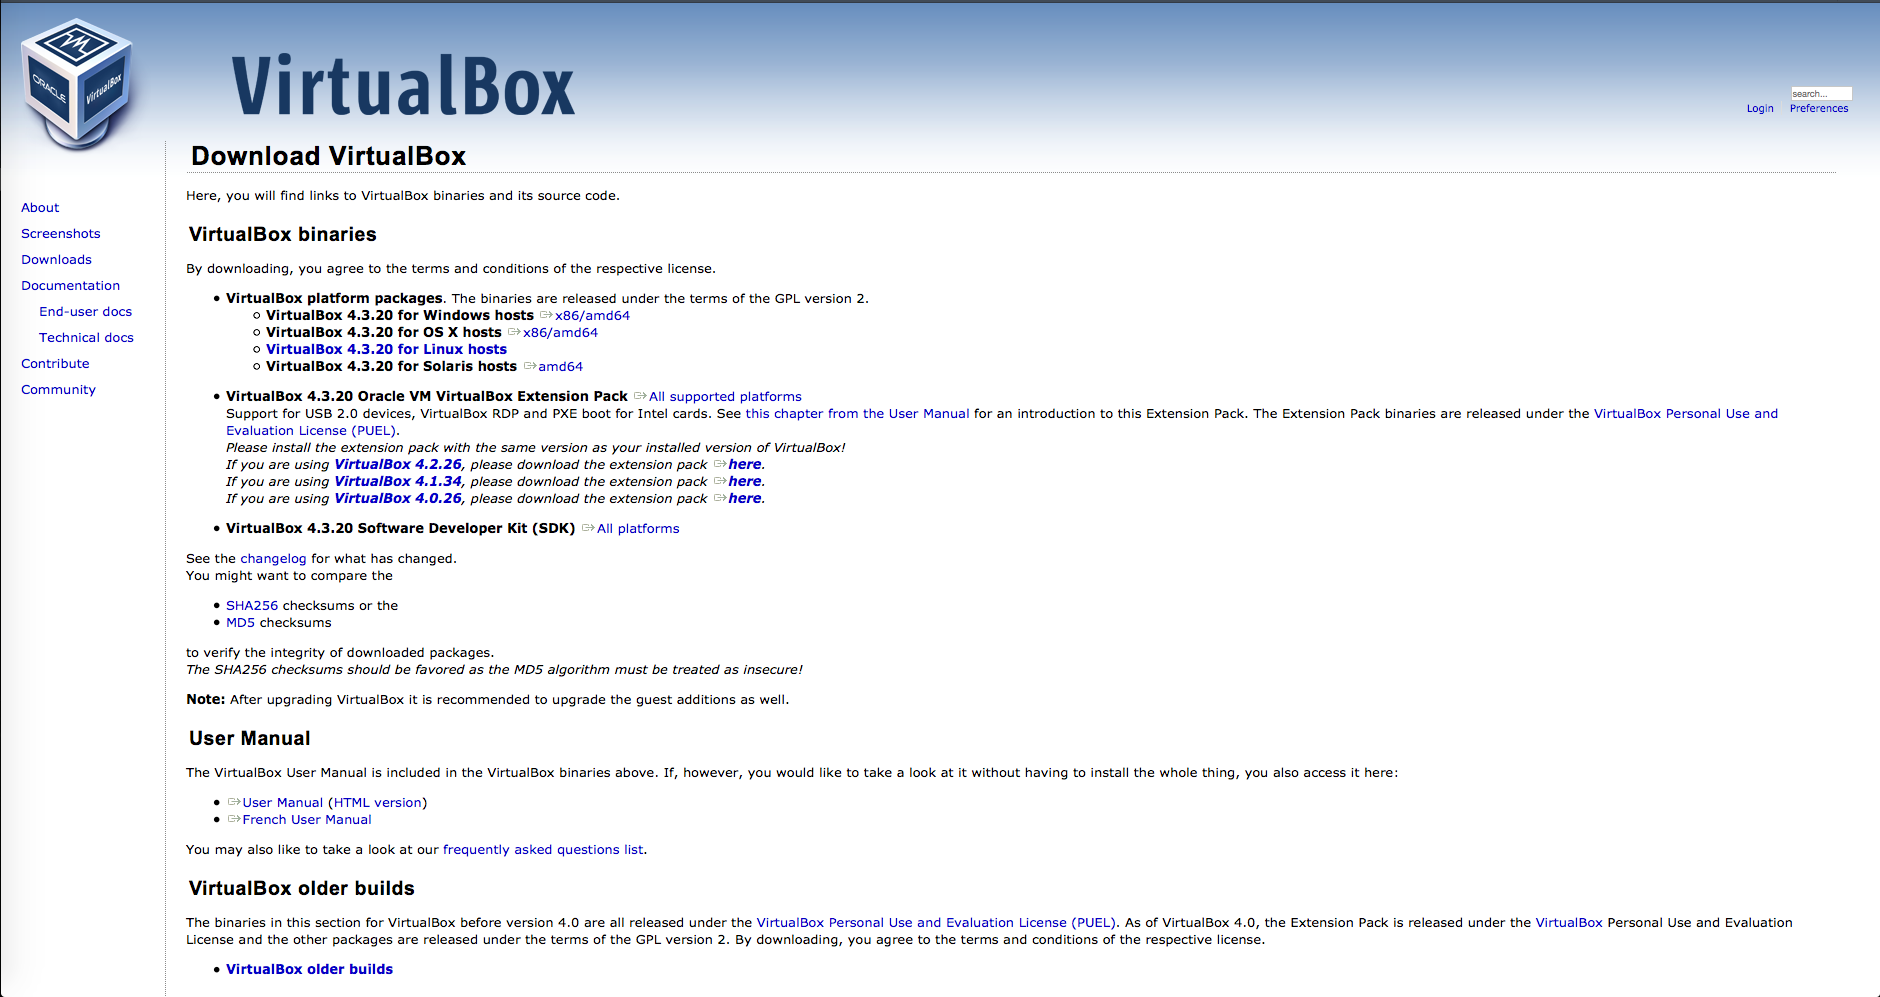 ORACLE
VirtualBox
VirtualBox
search...
Login Preferences
Download VirtualBox
Here, you will find links to VirtualBox binaries and its source code.
About
Screenshots
Downloads
Documentation
End-user docs
Technical docs
Contribute
Community
VirtualBox binaries
By downloading, you agree to the terms and conditions of the respective license.
• VirtualBox platform packages. The binaries are released under the terms of the GPL version 2.
○ VirtualBox 4.3.20 for Windows hosts x86/amd64
○ VirtualBox 4.3.20 for OS X hosts x86/amd64
○ VirtualBox 4.3.20 for Linux hosts
○ VirtualBox 4.3.20 for Solaris hosts amd64
• VirtualBox 4.3.20 Oracle VM VirtualBox Extension Pack All supported platforms
Support for USB 2.0 devices, VirtualBox RDP and PXE boot for Intel cards. See this chapter from the User Manual for an introduction to this Extension Pack. The Extension Pack binaries are released under the VirtualBox Personal Use and
Evaluation License (PUEL).
Please install the extension pack with the same version as your installed version of VirtualBox!
If you are using VirtualBox 4.2.26, please download the extension pack here.
If you are using VirtualBox 4.1.34, please download the extension pack here.
If you are using VirtualBox 4.0.26, please download the extension pack here.
• VirtualBox 4.3.20 Software Developer Kit (SDK) All platforms
See the changelog for what has changed.
You might want to compare the
• SHA256 checksums or the
• MD5 checksums
to verify the integrity of downloaded packages.
The SHA256 checksums should be favored as the MD5 algorithm must be treated as insecure!
Note: After upgrading VirtualBox it is recommended to upgrade the guest additions as well.
User Manual
The VirtualBox User Manual is included in the VirtualBox binaries above. If, however, you would like to take a look at it without having to install the whole thing, you also access it here:
• User Manual (HTML version)
• French User Manual
You may also like to take a look at our frequently asked questions list.
VirtualBox older builds
The binaries in this section for VirtualBox before version 4.0 are all released under the VirtualBox Personal Use and Evaluation License (PUEL). As of VirtualBox 4.0, the Extension Pack is released under the VirtualBox Personal Use and Evaluation
License and the other packages are released under the terms of the GPL version 2. By downloading, you agree to the terms and conditions of the respective license.
• VirtualBox older builds